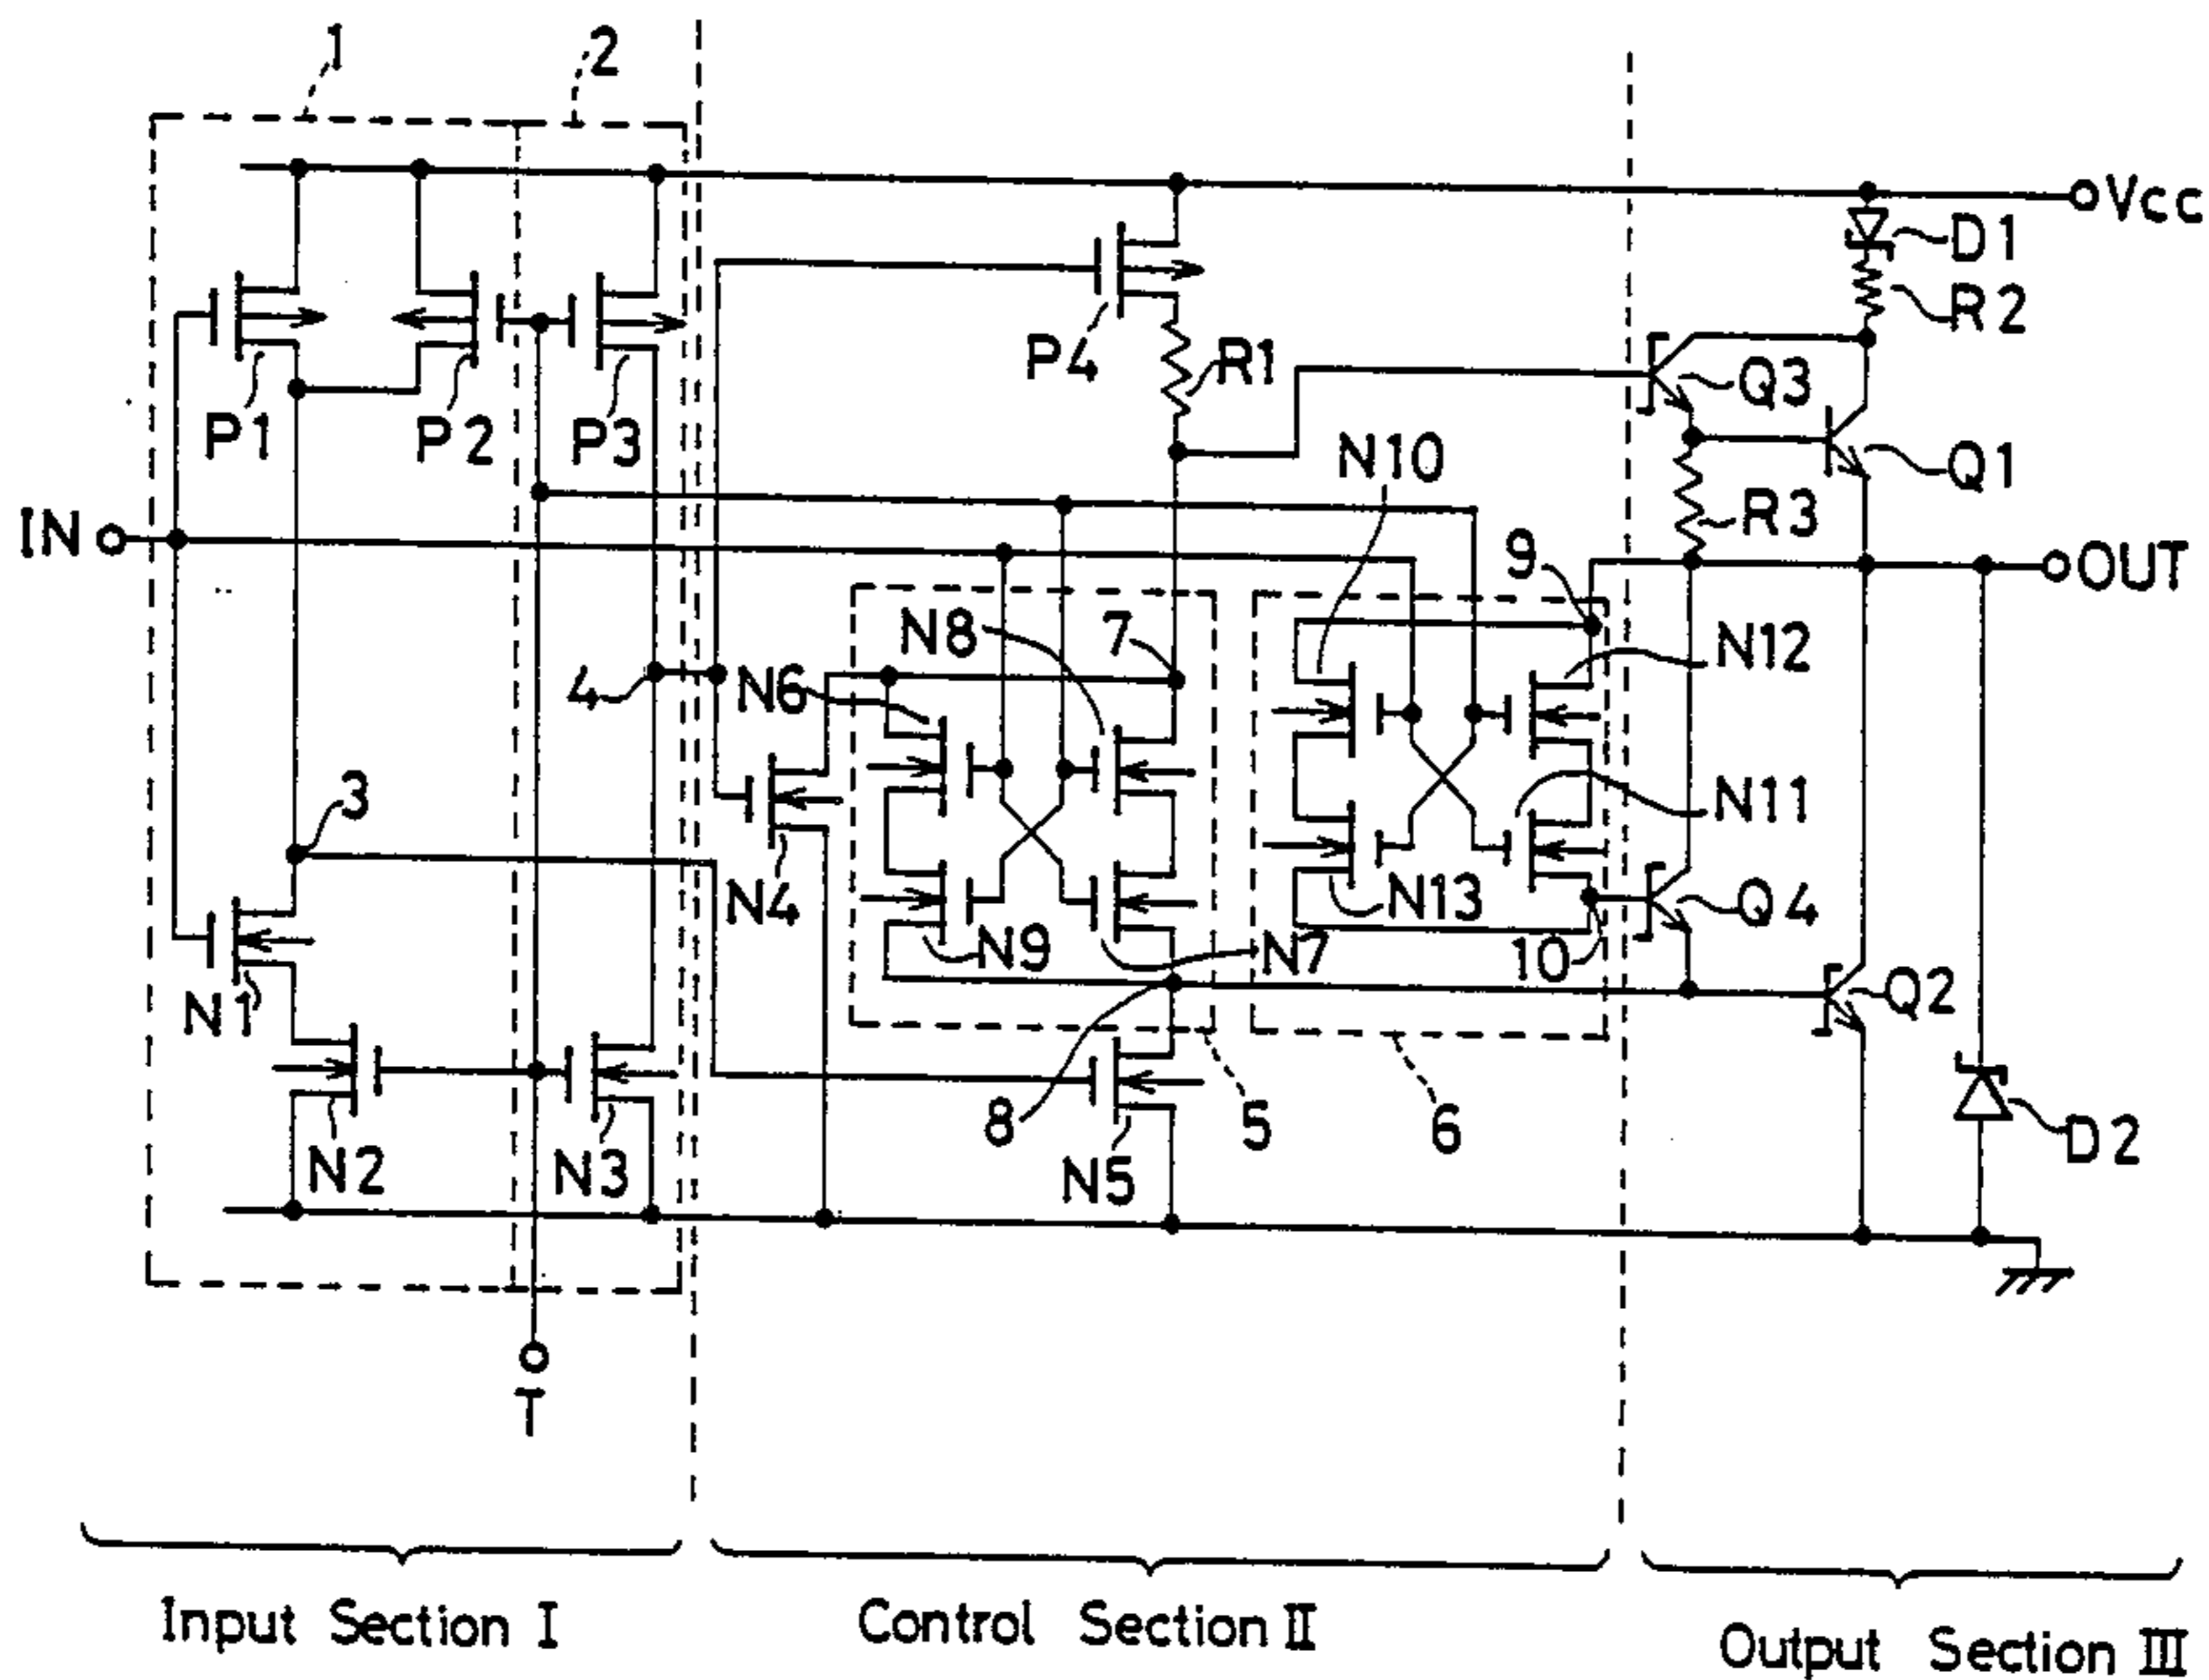 1
2
Vcc
D1
R2
P4
R1
Q3
P1
P2
P3
N10
Q1
IN
R3
9
OUT
N8
7
N12
4
N6
3
N11
N4
N13
Q4
N9
N7
10
N1
Q2
8
5
6
N2
N3
N5
D2
T
Input Section I
Control Section II
Output Section III